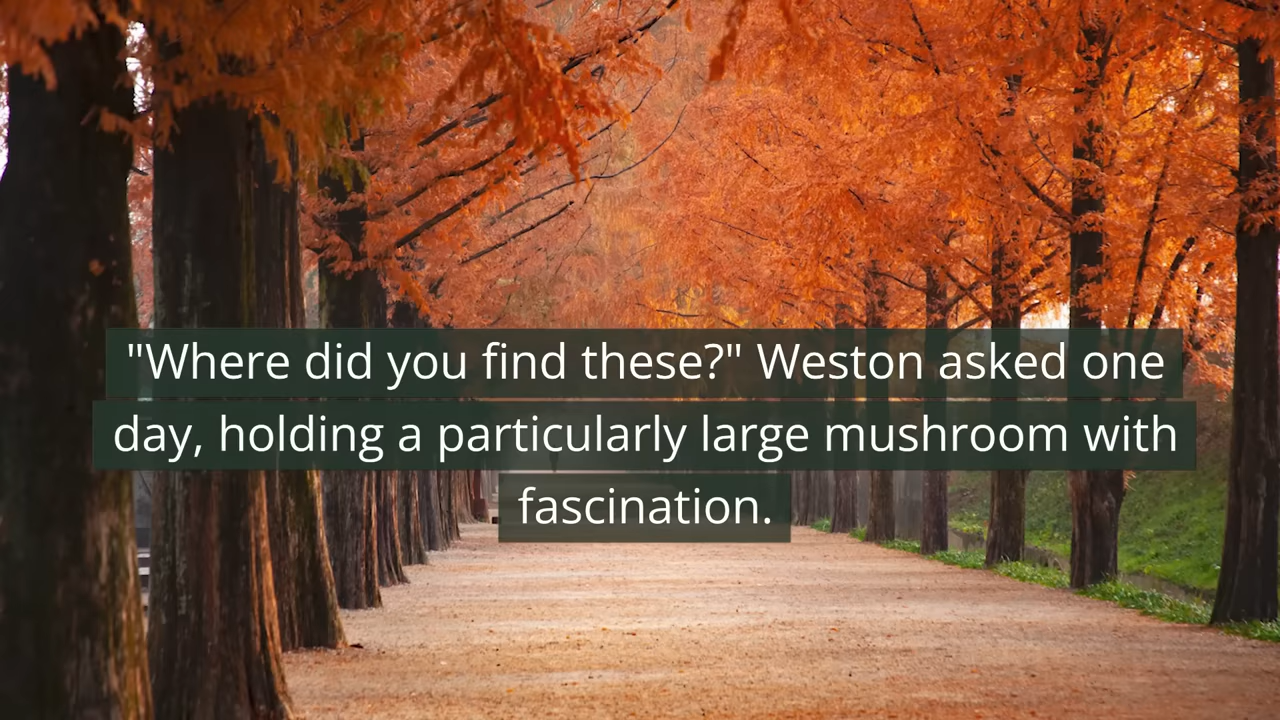 "Where did you find these?" Weston asked one
day, holding a particularly large mushroom with
fascination.